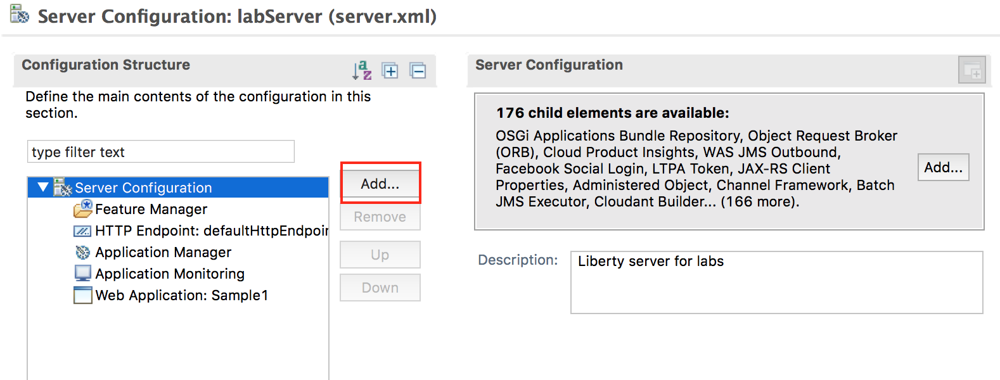 Server Configuration: labServer (server.xml)
Configuration Structure
a
z
Define the main contents of the configuration in this
section.
type filter text
Server Configuration
Feature Manager
HTTP Endpoint: defaultHttpEndpoin
Application Manager
Application Monitoring
Web Application: Sample1
Add...
Remove
Up
Down
Server Configuration
176 child elements are available:
OSGi Applications Bundle Repository, Object Request Broker
(ORB), Cloud Product Insights, WAS JMS Outbound,
Facebook Social Login, LTPA Token, JAX-RS Client
Properties, Administered Object, Channel Framework, Batch
JMS Executor, Cloudant Builder... (166 more).
Add...
Description:
Liberty server for labs